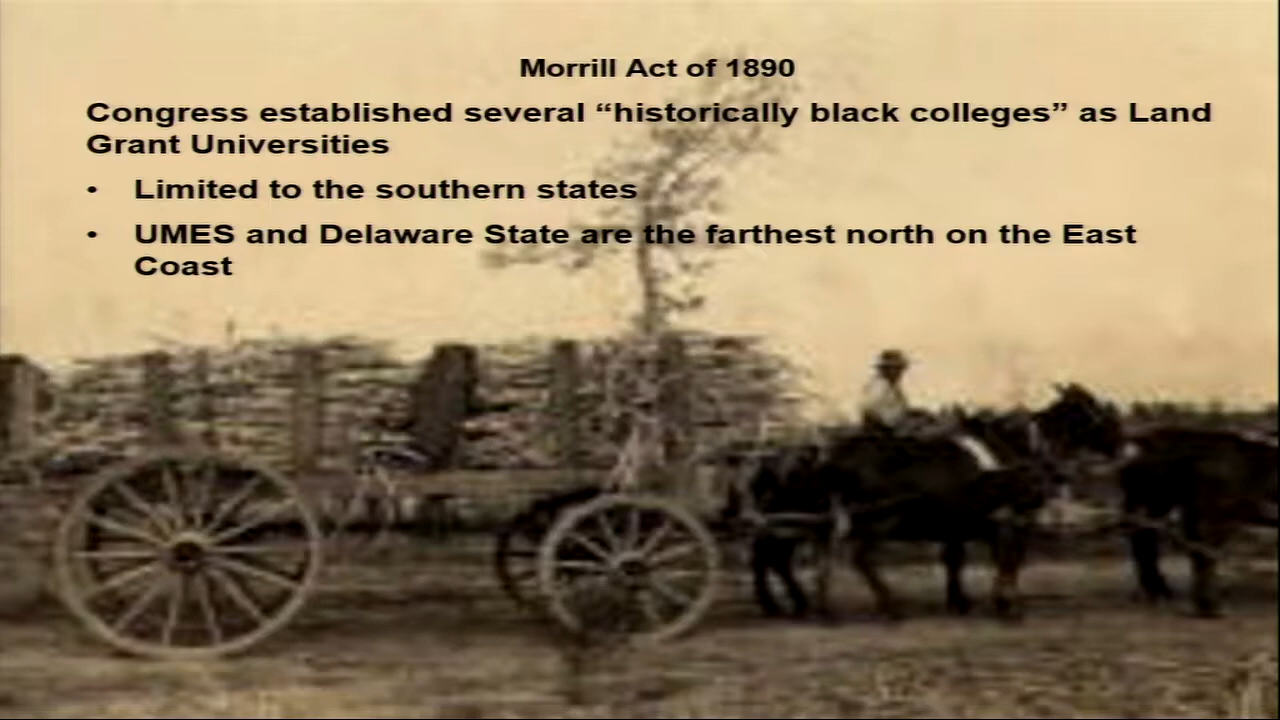 Morrill Act of 1890
Congress established several “historically black colleges” as Land
Grant Universities
• Limited to the southern states
• UMES and Delaware State are the farthest north on the East
Coast